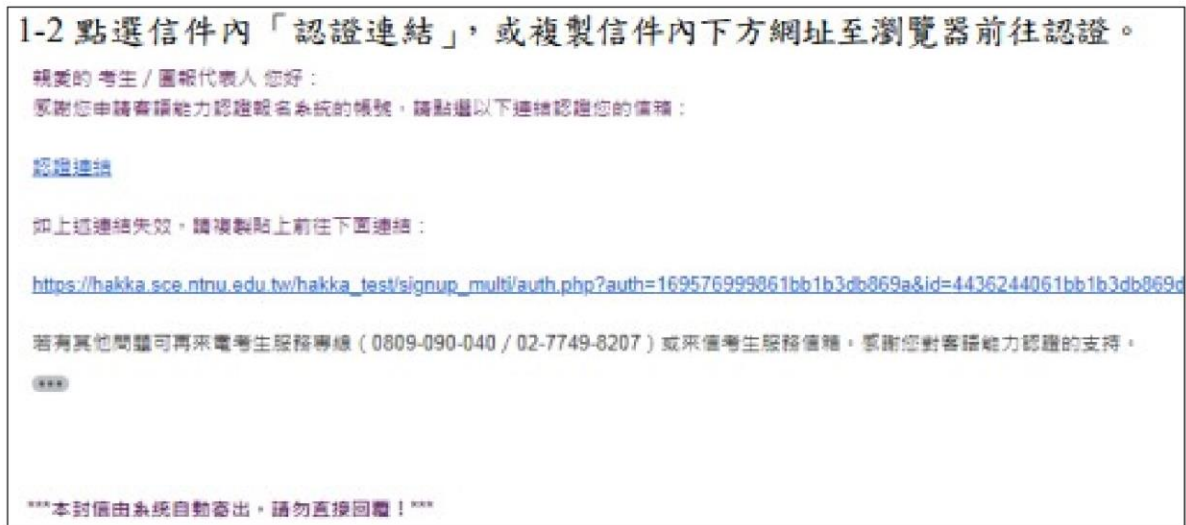 1-2 點選信件內「認證連結」，或複製信件內下方網址至瀏覽器前往認證。
親愛的 考生 / 團報代表人 您好：
感謝您申請客語能力認證報名系統的帳號，請點選以下連結認證您的信箱：
認證連結
如上述連結失效，請複製貼上前往下面連結：
https://hakka.sce.ntnu.edu.tw/hakka_test/signup_multi/auth.php?auth=169576999861bb1b3db869a&id=4436244061bb1b3db869d
若有其他問題可再來電考生服務專線（0809-090-040 / 02-7749-8207）或來信考生服務信箱，感謝您對客語能力認證的支持。
***本封信由系統自動寄出，請勿直接回覆！***